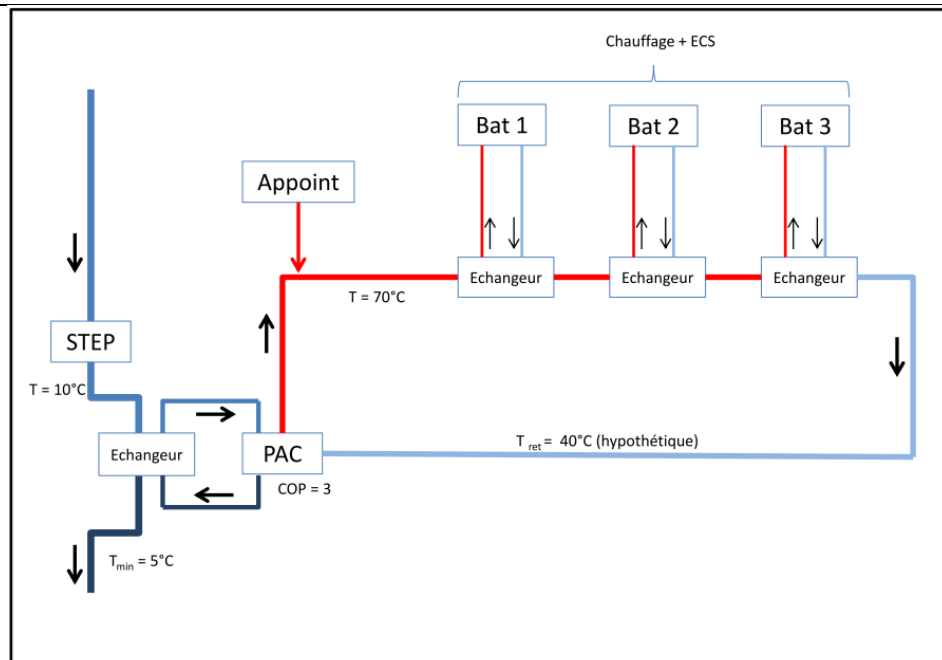 Chauffage + ECS
Bat 1
Bat 2
Bat 3
Appoint
Echangeur
Echangeur
Echangeur
T = 70°C
STEP
T = 10°C
Echangeur
PAC
T ret = 40°C (hypothétique)
COP = 3
Tmin = 5°C